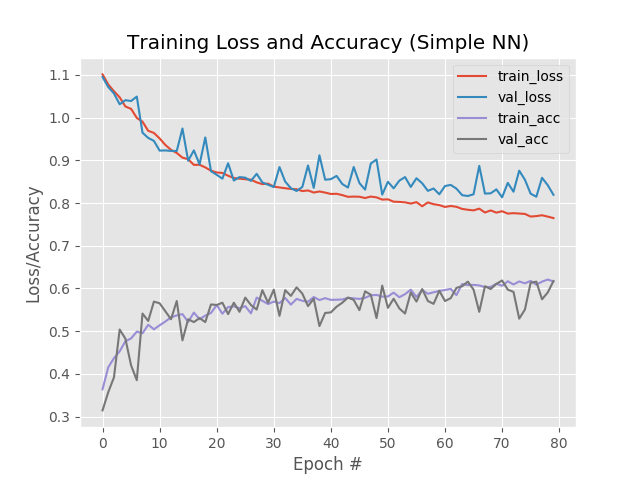 Training Loss and Accuracy (Simple NN)
train_loss
val_loss
train_acc
val_acc
1.1
1.0
0.9
0.8
0.7
0.6
0.5
0.4
0.3
Loss/Accuracy
0 10 20 30 40 50 60 70 80
Epoch #